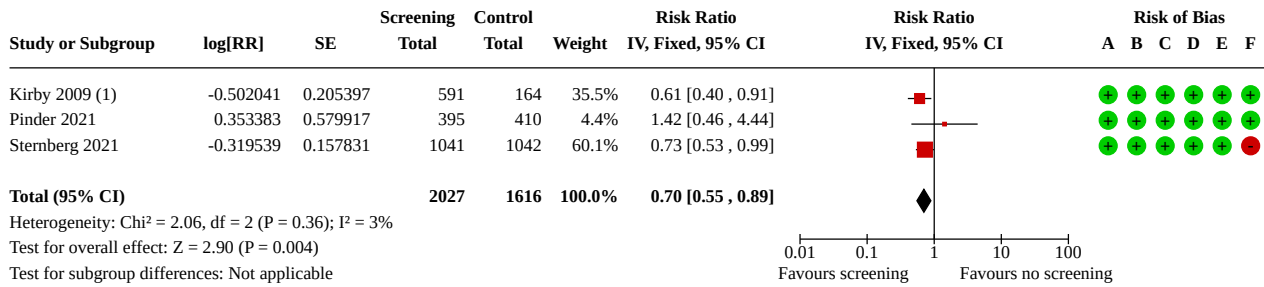 Screening Control Risk Ratio Risk Ratio Risk of Bias
Study or Subgroup log[RR] SE Total Total Weight IV, Fixed, 95% CI IV, Fixed, 95% CI A B C D E F
Kirby 2009 (1) -0.502041 0.205397 591 164 35.5% 0.61 [0.40 , 0.91] + + + + + +
Pinder 2021 0.353383 0.579917 395 410 4.4% 1.42 [0.46 , 4.44] + + + + + +
Sternberg 2021 -0.319539 0.157831 1041 1042 60.1% 0.73 [0.53 , 0.99] + + + + + -
Total (95% CI) 2027 1616 100.0% 0.70 [0.55 , 0.89]
Heterogeneity: Chi² = 2.06, df = 2 (P = 0.36); I² = 3%
Test for overall effect: Z = 2.90 (P = 0.004)
0.01 0.1 1 10 100
Test for subgroup differences: Not applicable
Favours screening Favours no screening